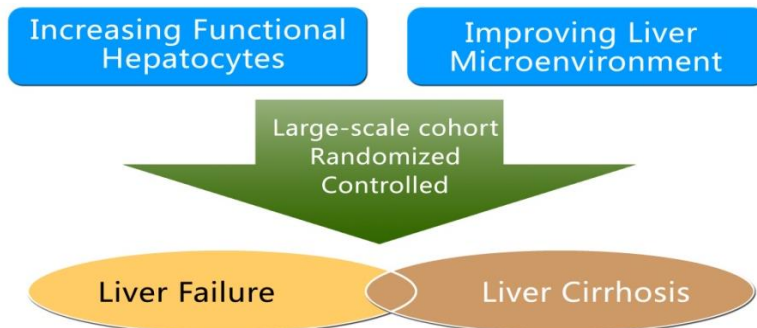 Increasing Functional
Hepatocytes
Improving Liver
Microenvironment
Large-scale cohort
Randomized
Controlled
Liver Failure
Liver Cirrhosis